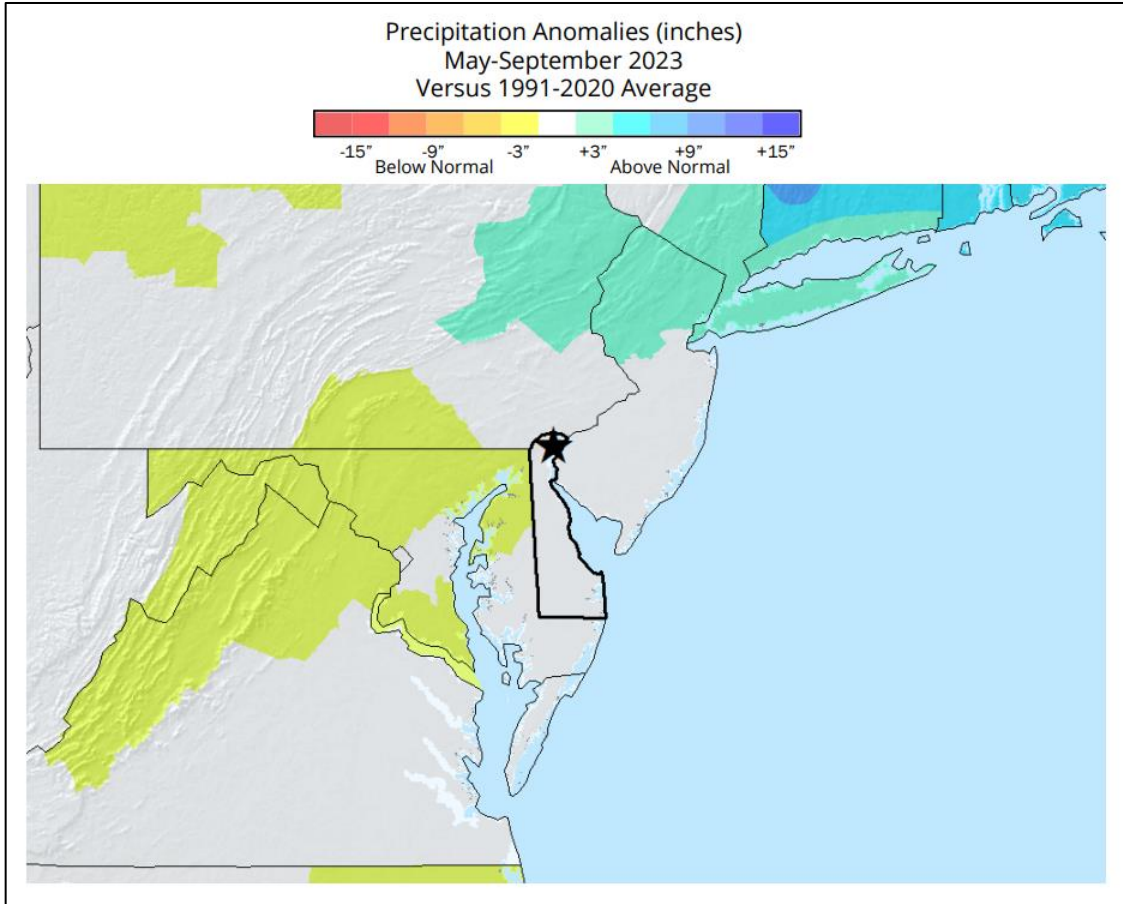 Precipitation Anomalies (inches)
May-September 2023
Versus 1991-2020 Average
-15” -9” -3” +3” +9” +15”
Below Normal Above Normal